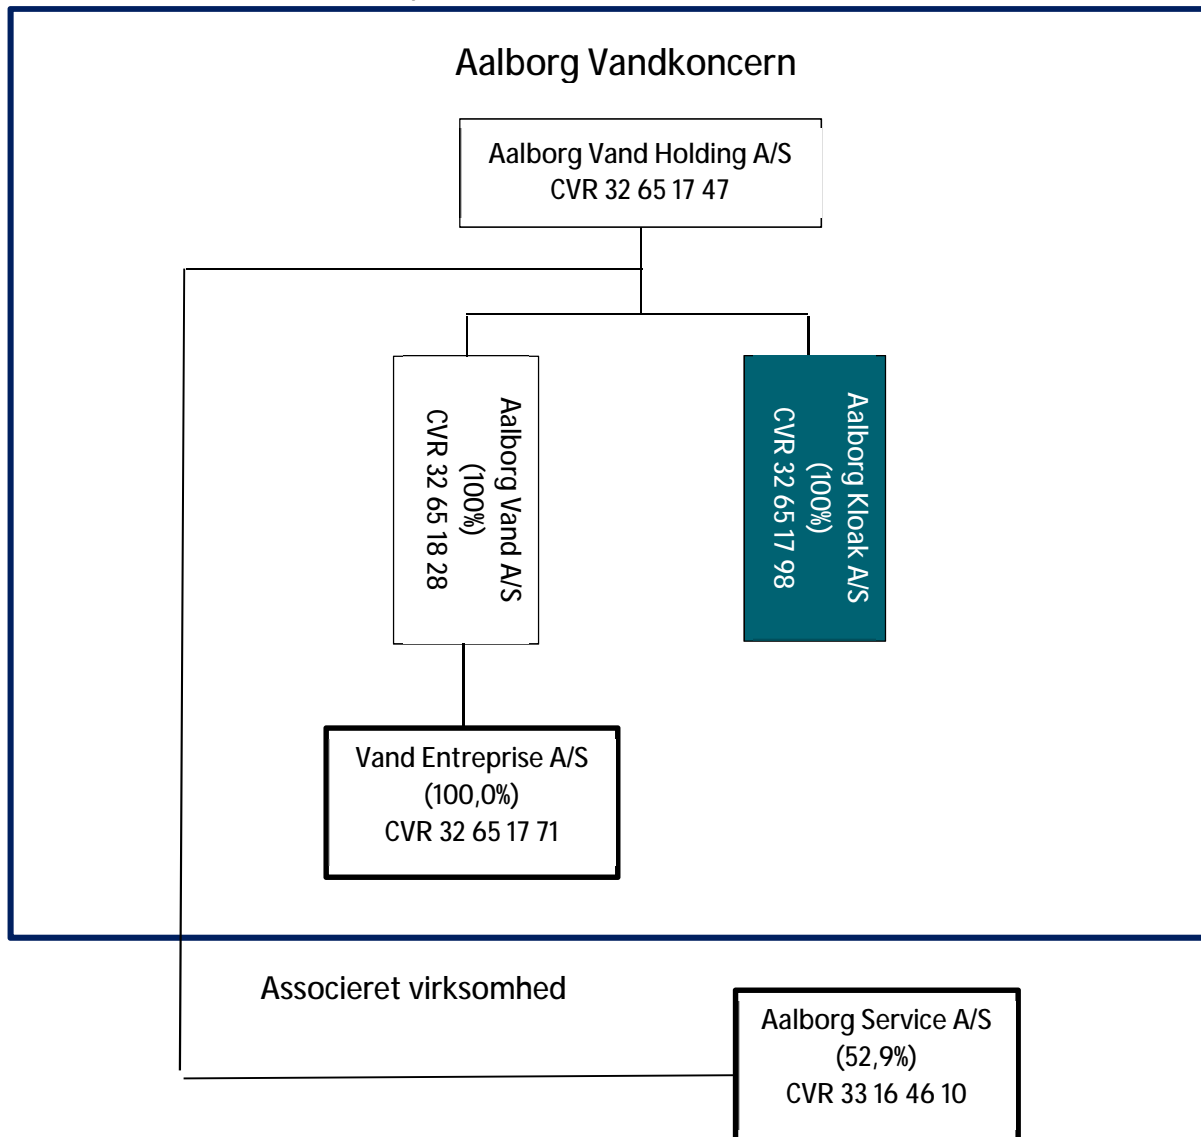 Aalborg Vandkoncern
Aalborg Vand Holding A/S
CVR 32 65 17 47
Aalborg Vand A/S
(100%)
CVR 32 65 18 28
Aalborg Kloak A/S
(100%)
CVR 32 65 17 98
Vand Entreprise A/S
(100,0%)
CVR 32 65 17 71
Associeret virksomhed
Aalborg Service A/S
(52,9%)
CVR 33 16 46 10